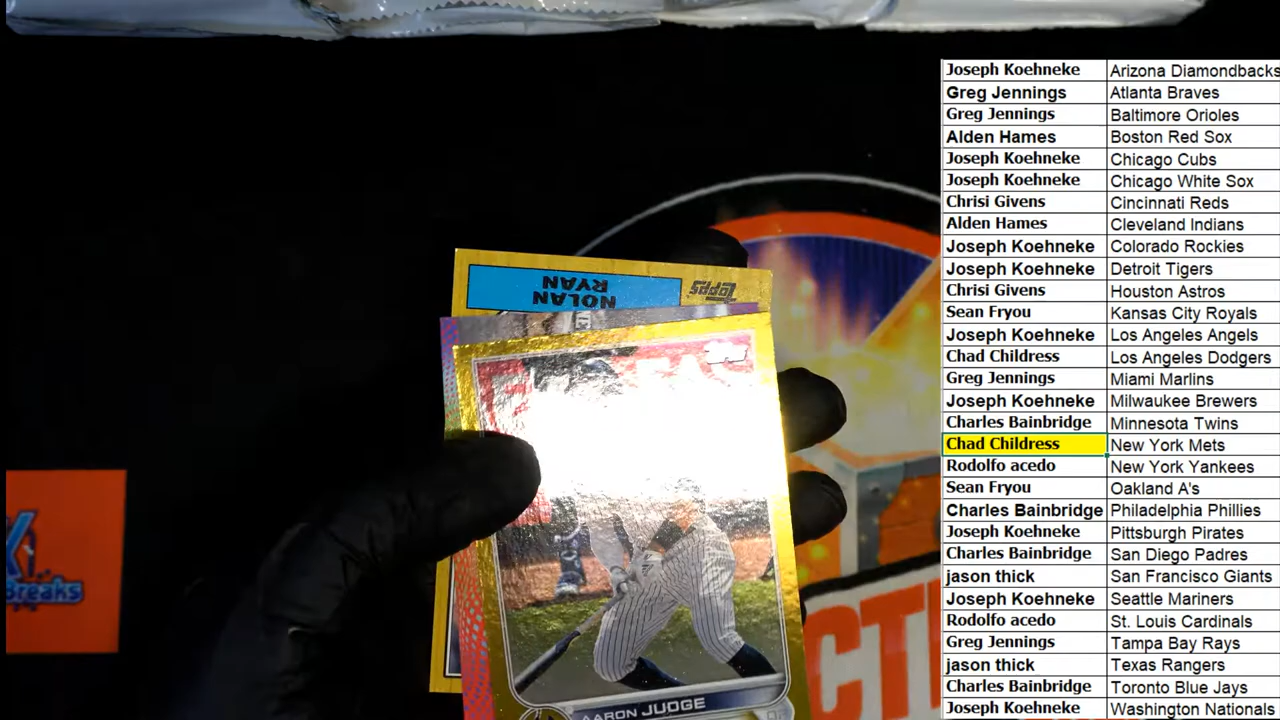 Joseph Koehneke Arizona Diamondbacks
Greg Jennings Atlanta Braves
Greg Jennings Baltimore Orioles
Alden Hames Boston Red Sox
Joseph Koehneke Chicago Cubs
Joseph Koehneke Chicago White Sox
Chrisi Givens Cincinnati Reds
Alden Hames Cleveland Indians
Joseph Koehneke Colorado Rockies
Joseph Koehneke Detroit Tigers
Chrisi Givens Houston Astros
Sean Fryou Kansas City Royals
Joseph Koehneke Los Angeles Angels
Chad Childress Los Angeles Dodgers
Greg Jennings Miami Marlins
Joseph Koehneke Milwaukee Brewers
Charles Bainbridge Minnesota Twins
Chad Childress New York Mets
Rodolfo acedo New York Yankees
Sean Fryou Oakland A's
Charles Bainbridge Philadelphia Phillies
Joseph Koehneke Pittsburgh Pirates
Charles Bainbridge San Diego Padres
jason thick San Francisco Giants
Joseph Koehneke Seattle Mariners
Rodolfo acedo St. Louis Cardinals
Greg Jennings Tampa Bay Rays
jason thick Texas Rangers
Charles Bainbridge Toronto Blue Jays
Joseph Koehneke Washington Nationals
NOLAN
RYAN
Topps
AARON JUDGE
Breaks